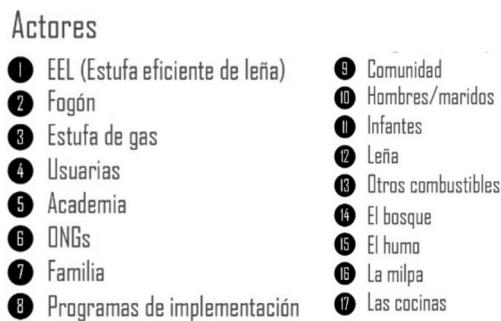 Actores
1 EEL (Estufa eficiente de leña)
2 Fogón
3 Estufa de gas
4 Usuarias
5 Academia
6 ONGs
7 Familia
8 Programas de implementación
9 Comunidad
10 Hombres/maridos
11 Infantes
12 Leña
13 Otros combustibles
14 El bosque
15 El humo
16 La milpa
17 Las cocinas